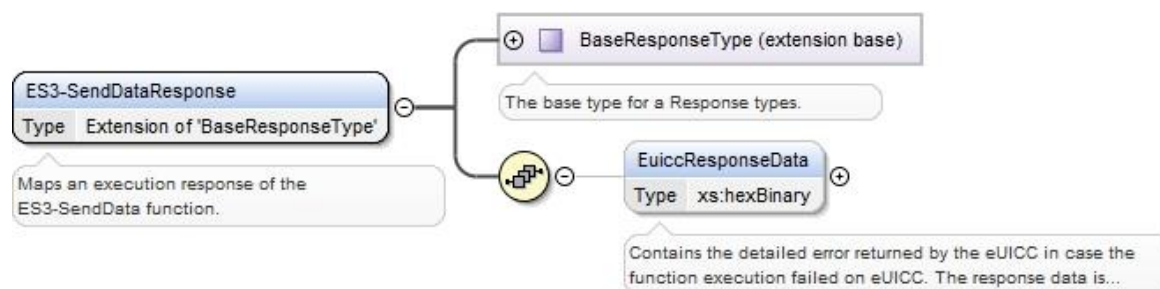 BaseResponseType (extension base)
The base type for a Response types.
ES3-SendDataResponse
Type Extension of 'BaseResponseType'
Maps an execution response of the
ES3-SendData function.
EuiccResponseData
Type xs:hexBinary
Contains the detailed error returned by the eUICC in case the
function execution failed on eUICC. The response data is...